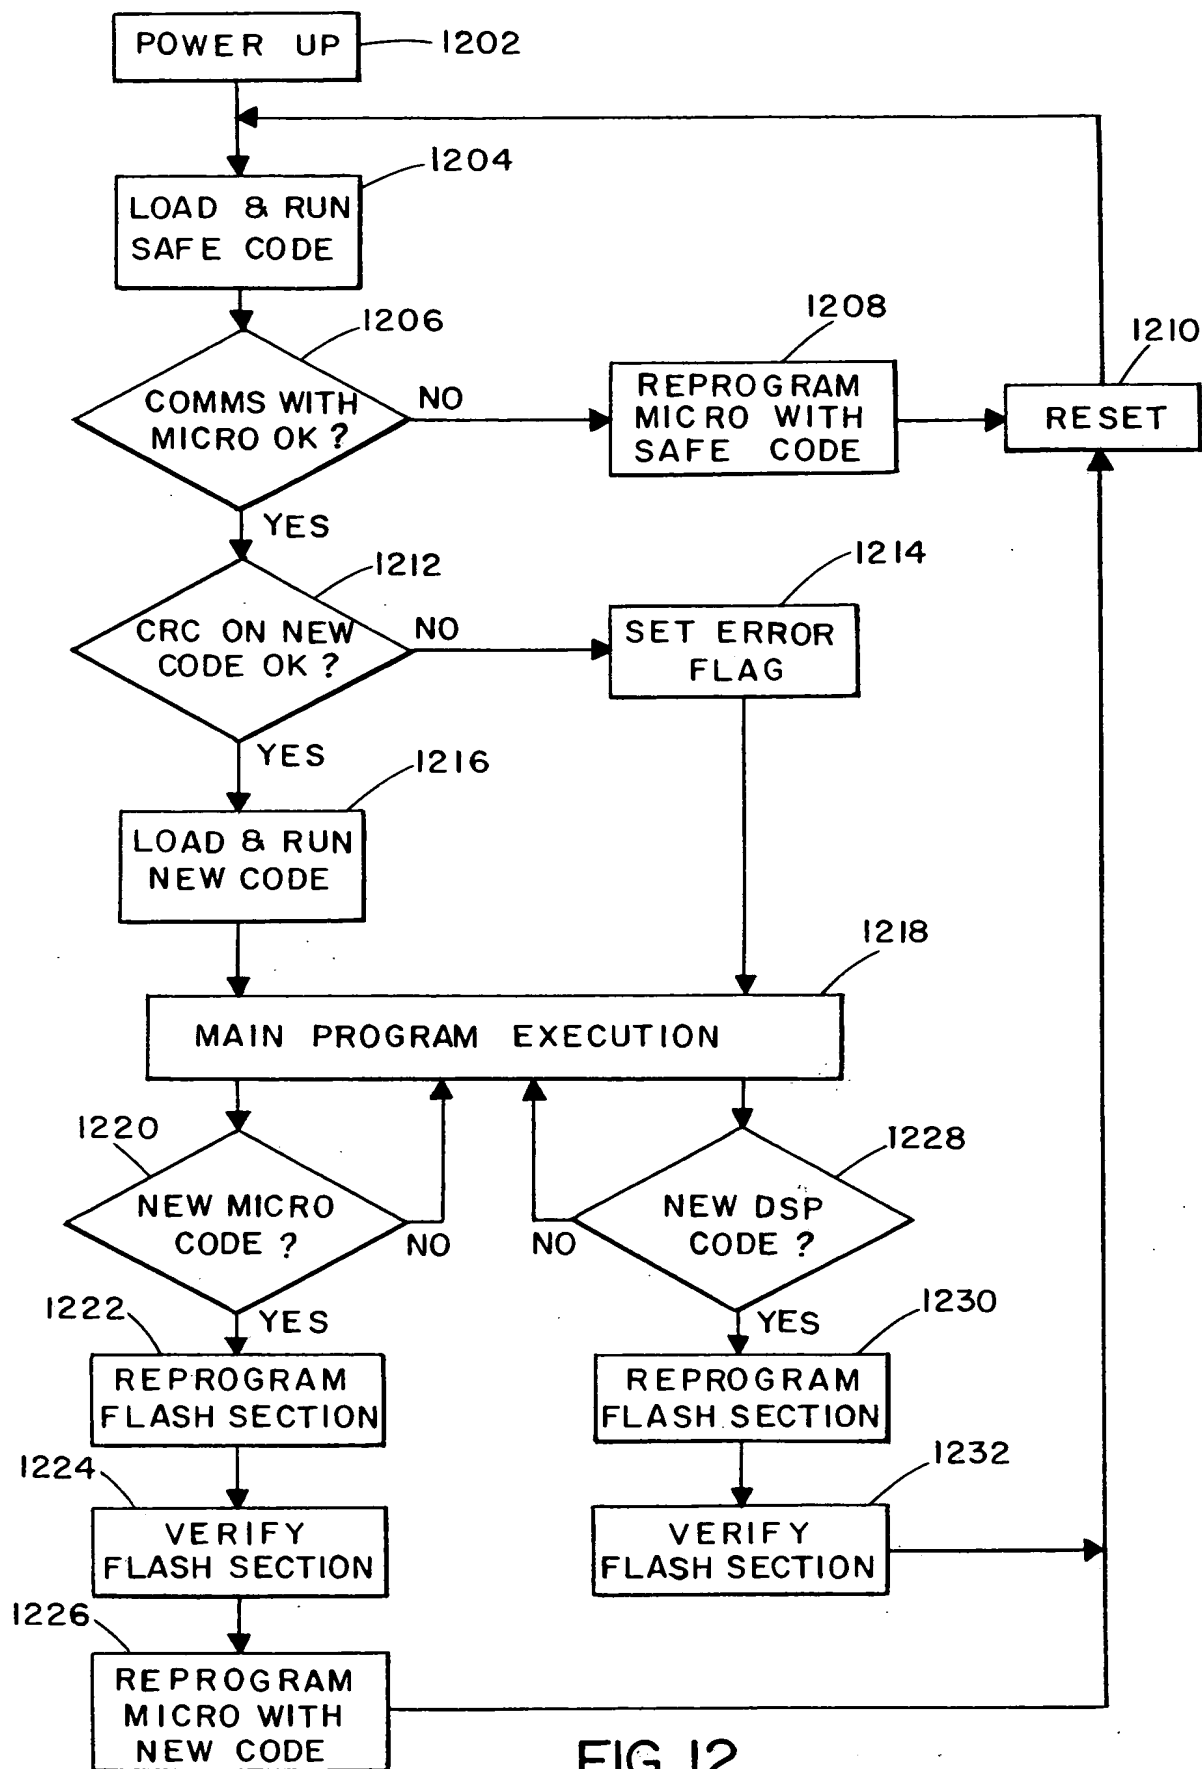 POWER UP
1202
1204
LOAD & RUN
SAFE CODE
1206
COMMS WITH
MICRO OK ?
NO
YES
1208
REPROGRAM
MICRO WITH
SAFE CODE
1210
RESET
1212
CRC ON NEW
CODE OK ?
NO
YES
1214
SET ERROR
FLAG
1216
LOAD & RUN
NEW CODE
1218
MAIN PROGRAM EXECUTION
1220
NEW MICRO
CODE ?
NO
YES
1228
NEW DSP
CODE ?
NO
YES
1222
REPROGRAM
FLASH SECTION
1230
REPROGRAM
FLASH SECTION
1224
VERIFY
FLASH SECTION
1232
VERIFY
FLASH SECTION
1226
REPROGRAM
MICRO WITH
NEW CODE
FIG. 12